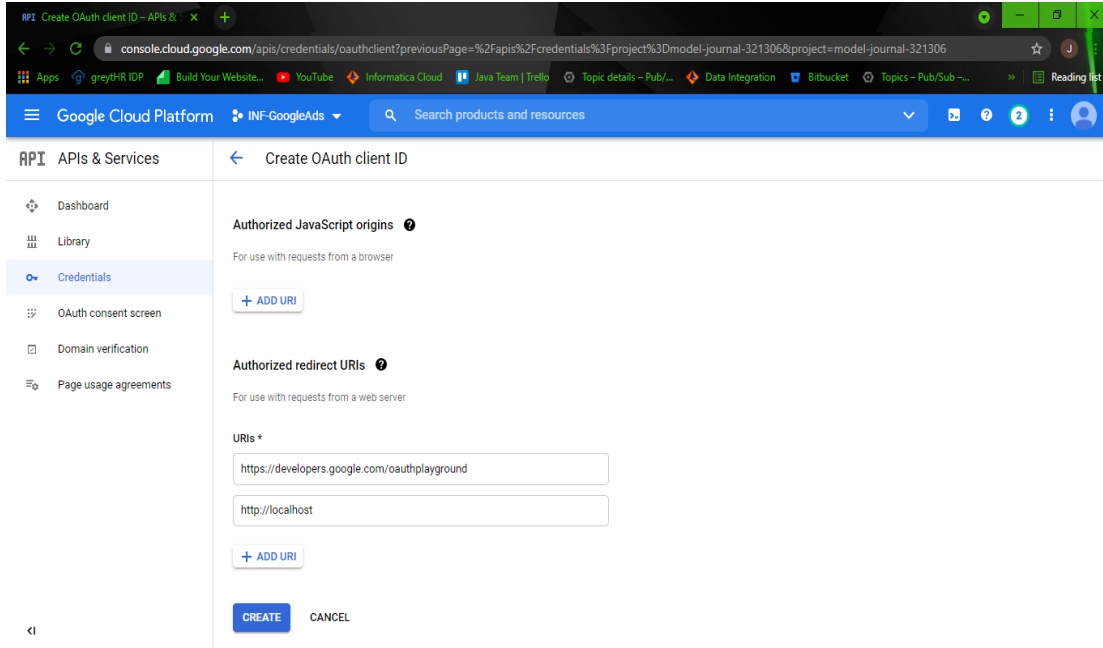 API Create OAuth client ID – APIs & S
console.cloud.google.com/apis/credentials/oauthclient?previousPage=%2Fapis%2Fcredentials%3Fproject%3Dmodel-journal-321306&project=model-journal-321306
J
Apps greytHR IDP Build Your Website... YouTube Informatica Cloud Java Team | Trello Topic details – Pub/... Data Integration Bitbucket Topics – Pub/Sub –... » Reading list
Google Cloud Platform INF-GoogleAds Search products and resources 2
API APIs & Services Create OAuth client ID
Dashboard
Library
Credentials
OAuth consent screen
Domain verification
Page usage agreements
Authorized JavaScript origins
For use with requests from a browser
+ ADD URI
Authorized redirect URIs
For use with requests from a web server
URIs *
https://developers.google.com/oauthplayground
http://localhost
+ ADD URI
CREATE CANCEL